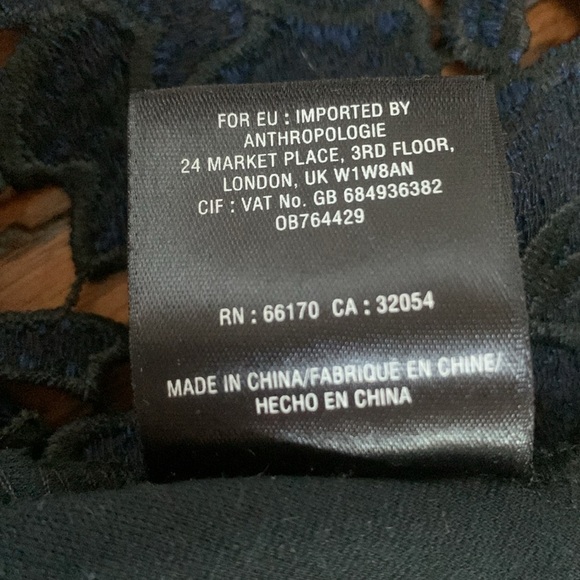 FOR EU : IMPORTED BY
ANTHROPOLOGIE
24 MARKET PLACE, 3RD FLOOR,
LONDON, UK W1W8AN
CIF : VAT No. GB 684936382
OB764429
RN : 66170 CA : 32054
MADE IN CHINA/FABRIQUÉ EN CHINE/
HECHO EN CHINA